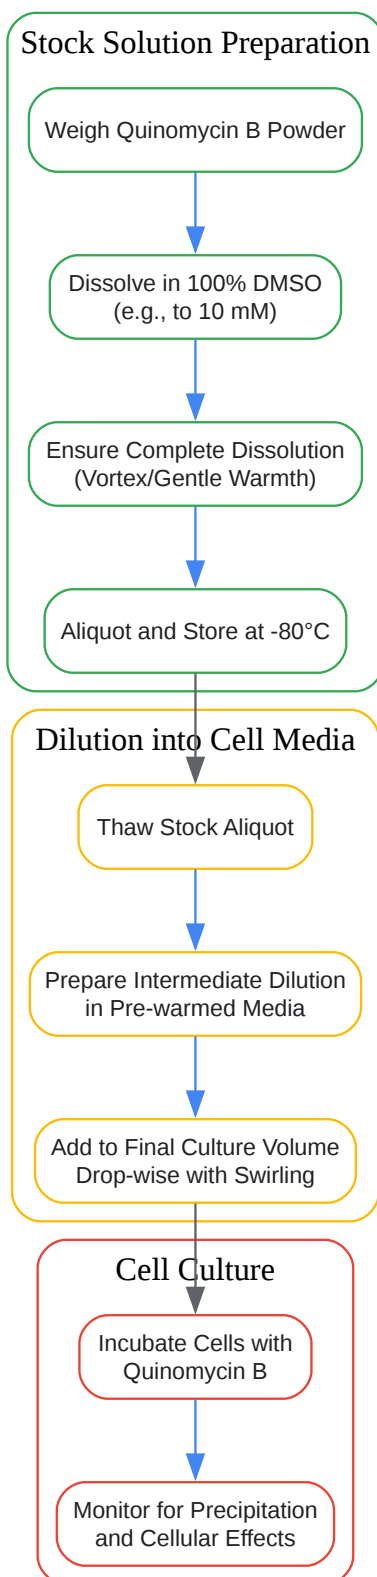 Stock Solution Preparation
Weigh Quinomycin B Powder
Dissolve in 100% DMSO
(e.g., to 10 mM)
Ensure Complete Dissolution
(Vortex/Gentle Warmth)
Aliquot and Store at -80°C
Dilution into Cell Media
Thaw Stock Aliquot
Prepare Intermediate Dilution
in Pre-warmed Media
Add to Final Culture Volume
Drop-wise with Swirling
Cell Culture
Incubate Cells with
Quinomycin B
Monitor for Precipitation
and Cellular Effects